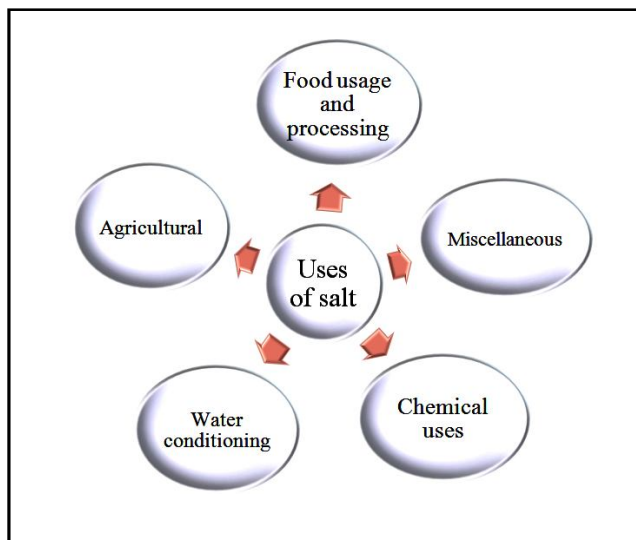 Food usage
and
processing
Agricultural
Miscellaneous
Uses
of salt
Water
conditioning
Chemical
uses